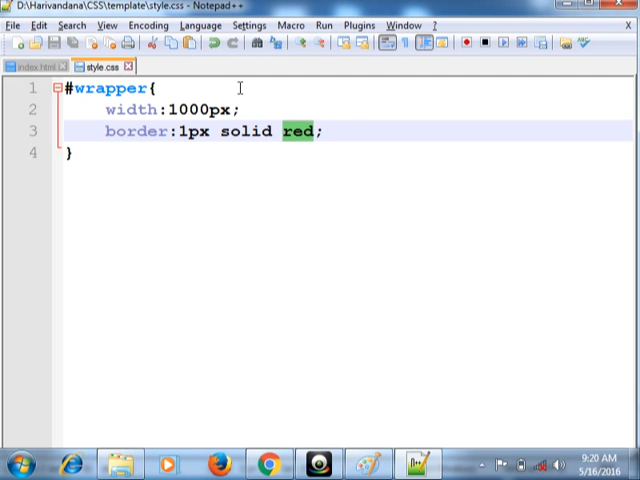 D:\Harivandana\CSS\template\style.css - Notepad++
File Edit Search View Encoding Language Settings Macro Run Plugins Window ? X
index.html style.css
1 #wrapper{
2 width:1000px;
3 border:1px solid red;
4 }
9:20 AM
5/16/2016